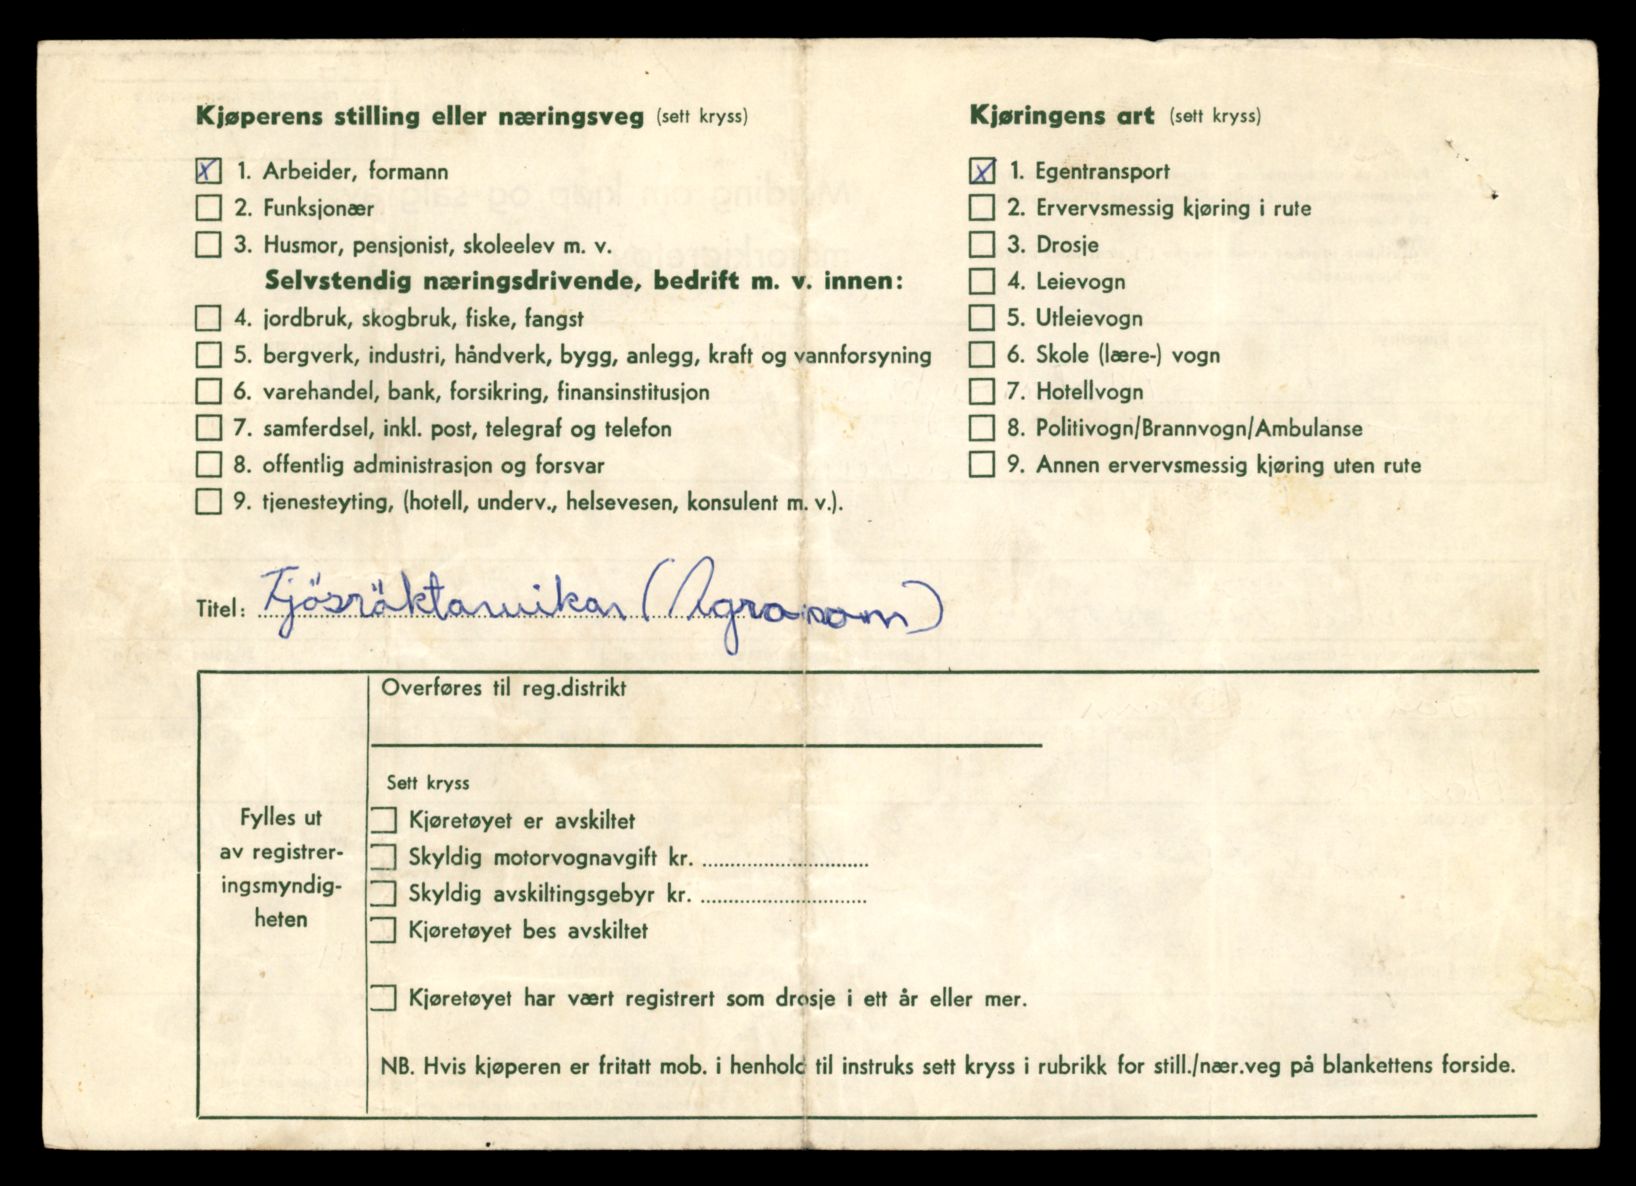 Kjøperens stilling eller næringsveg (sett kryss)
X 1. Arbeider, formann
2. Funksjonær
3. Husmor, pensjonist, skoleelev m. v.
Selvstendig næringsdrivende, bedrift m. v. innen:
4. jordbruk, skogbruk, fiske, fangst
5. bergverk, industri, håndverk, bygg, anlegg, kraft og vannforsyning
6. varehandel, bank, forsikring, finansinstitusjon
7. samferdsel, inkl. post, telegraf og telefon
8. offentlig administrasjon og forsvar
9. tjenesteyting, (hotell, underv., helsevesen, konsulent m. v.).
Kjøringens art (sett kryss)
X 1. Egentransport
2. Ervervsmessig kjøring i rute
3. Drosje
4. Leievogn
5. Utleievogn
6. Skole (lære-) vogn
7. Hotellvogn
8. Politivogn/Brannvogn/Ambulanse
9. Annen ervervsmessig kjøring uten rute
Titel: Fjösröktarvikar (Agronom)
Fylles ut
av registrer-
ingsmyndig-
heten
Overføres til reg.distrikt
Sett kryss
Kjøretøyet er avskiltet
Skyldig motorvognavgift kr. ..............................
Skyldig avskiltingsgebyr kr. ..............................
Kjøretøyet bes avskiltet
Kjøretøyet har vært registrert som drosje i ett år eller mer.
NB. Hvis kjøperen er fritatt mob. i henhold til instruks sett kryss i rubrikk for still./nær.veg på blankettens forside.